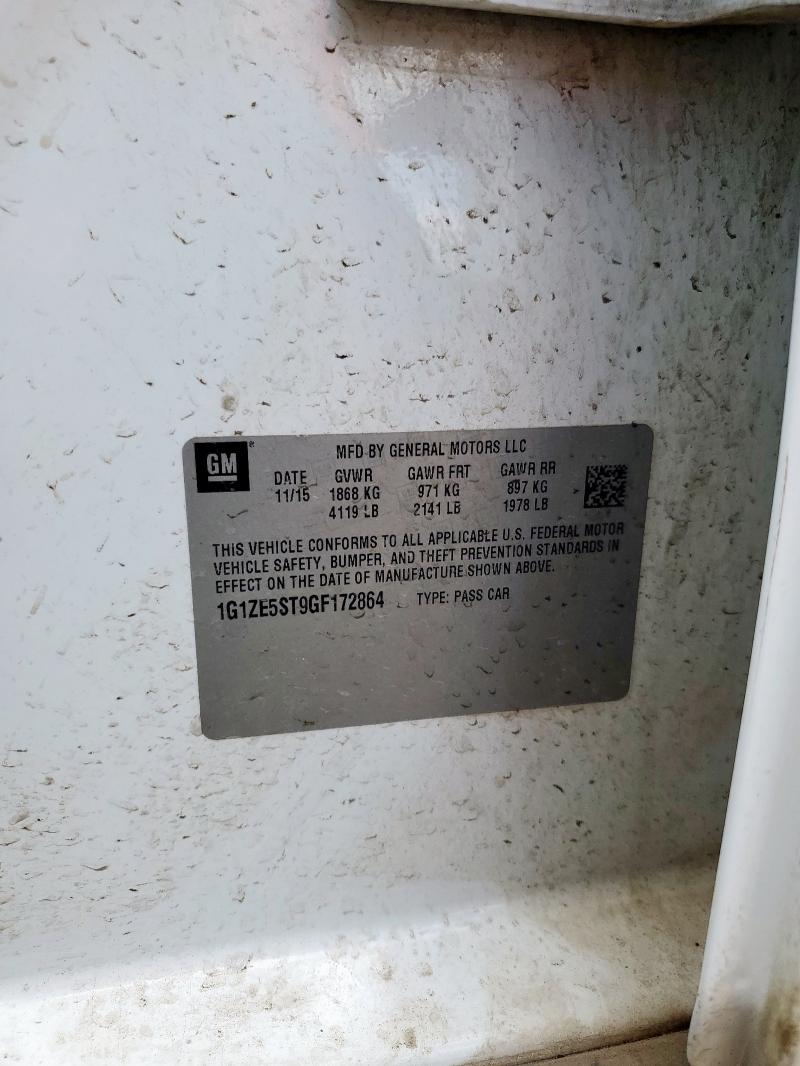 GM
MFD BY GENERAL MOTORS LLC
DATE GVWR GAWR FRT GAWR RR
11/15 1868 KG 971 KG 897 KG
4119 LB 2141 LB 1978 LB
THIS VEHICLE CONFORMS TO ALL APPLICABLE U.S. FEDERAL MOTOR
VEHICLE SAFETY, BUMPER, AND THEFT PREVENTION STANDARDS IN
EFFECT ON THE DATE OF MANUFACTURE SHOWN ABOVE.
1G1ZE5ST9GF172864 TYPE: PASS CAR